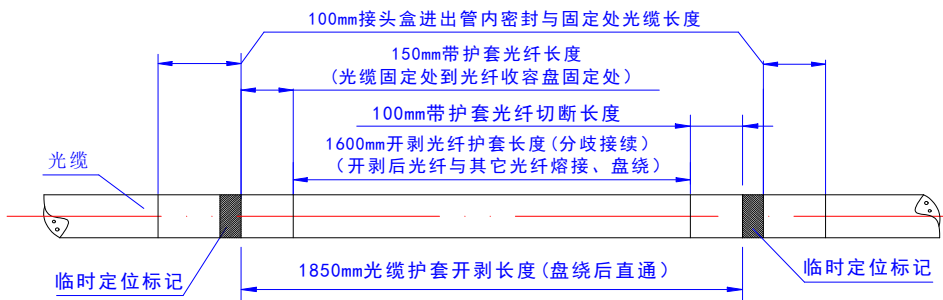 100mm接头盒进出管内密封与固定处光缆长度
150mm带护套光纤长度
(光缆固定处到光纤收容盘固定处)
100mm带护套光纤切断长度
1600mm开剥光纤护套长度(分歧接续)
(开剥后光纤与其它光纤熔接、盘绕)
光缆
临时定位标记
1850mm光缆护套开剥长度(盘绕后直通)
临时定位标记